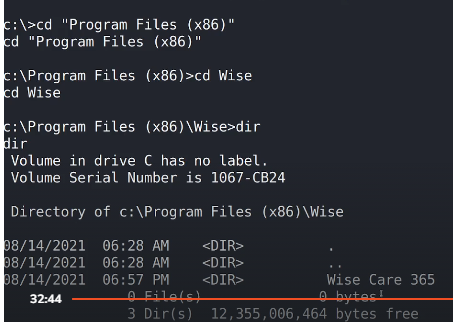 c:\>cd "Program Files (x86)"
cd "Program Files (x86)"
c:\Program Files (x86)>cd Wise
cd Wise
c:\Program Files (x86)\Wise>dir
dir
 Volume in drive C has no label.
 Volume Serial Number is 1067-CB24
 Directory of c:\Program Files (x86)\Wise
08/14/2021  06:28 AM    <DIR>          .
08/14/2021  06:28 AM    <DIR>          ..
08/14/2021  06:57 PM    <DIR>          Wise Care 365
32:44          0 File(s)              0 bytes
               3 Dir(s)  12,355,006,464 bytes free